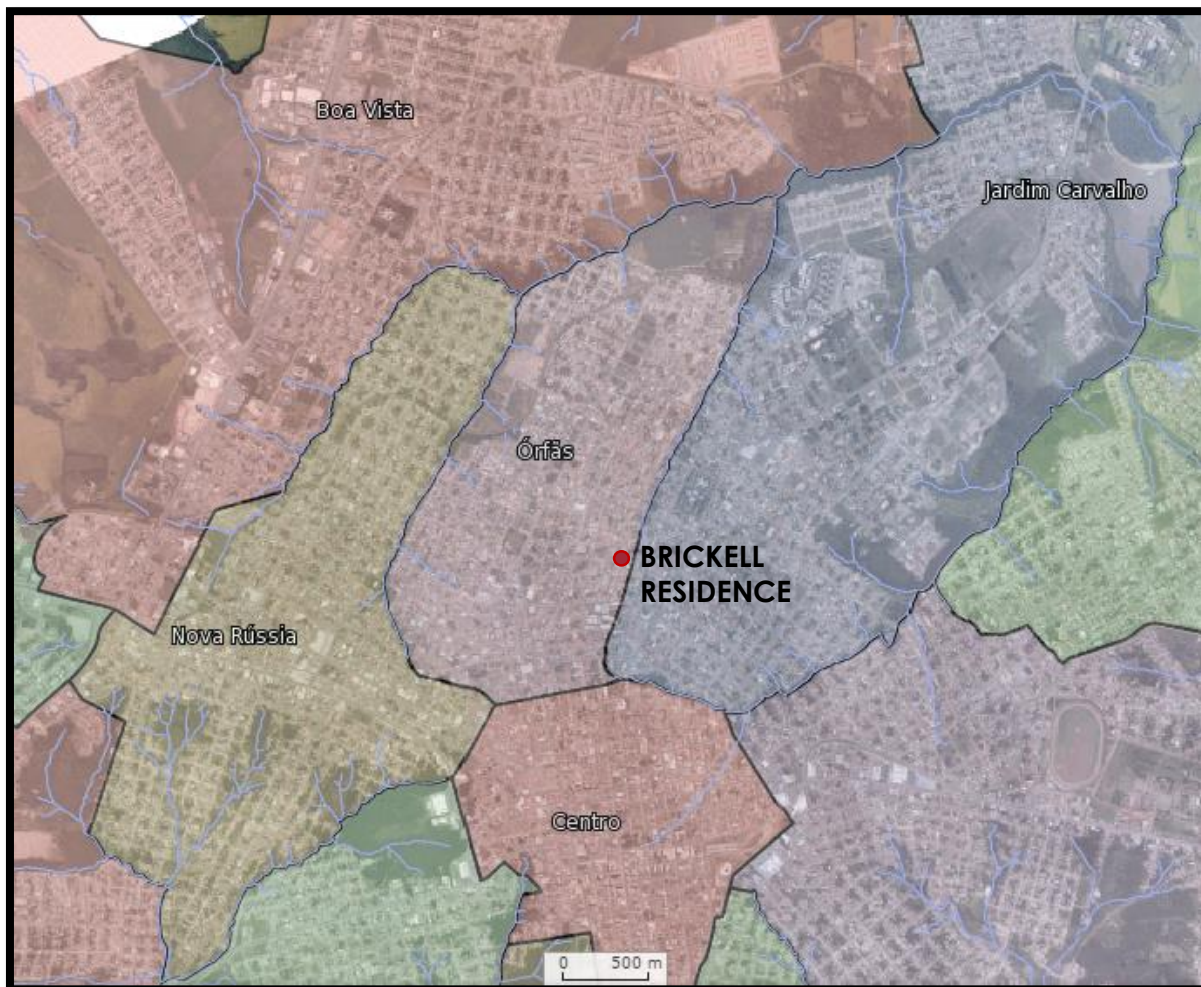 Boa Vista
Jardim Carvalho
Órfãs
BRICKELL
RESIDENCE
Nova Rússia
Centro
0 500 m